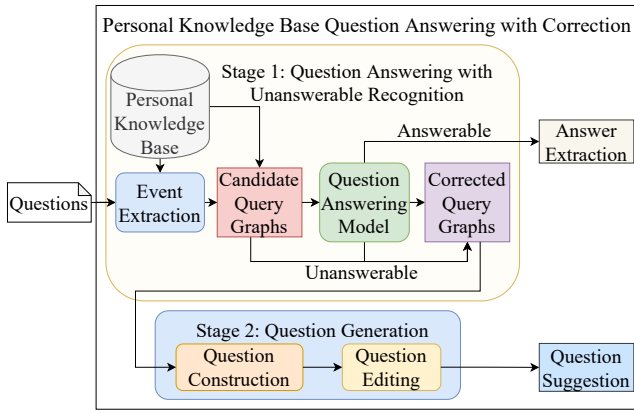 Personal Knowledge Base Question Answering with Correction
Stage 1: Question Answering with
Unanswerable Recognition
Personal
Knowledge
Base
Answerable
Answer
Extraction
Questions
Event
Extraction
Candidate
Query
Graphs
Question
Answering
Model
Corrected
Query
Graphs
Unanswerable
Stage 2: Question Generation
Question
Construction
Question
Editing
Question
Suggestion